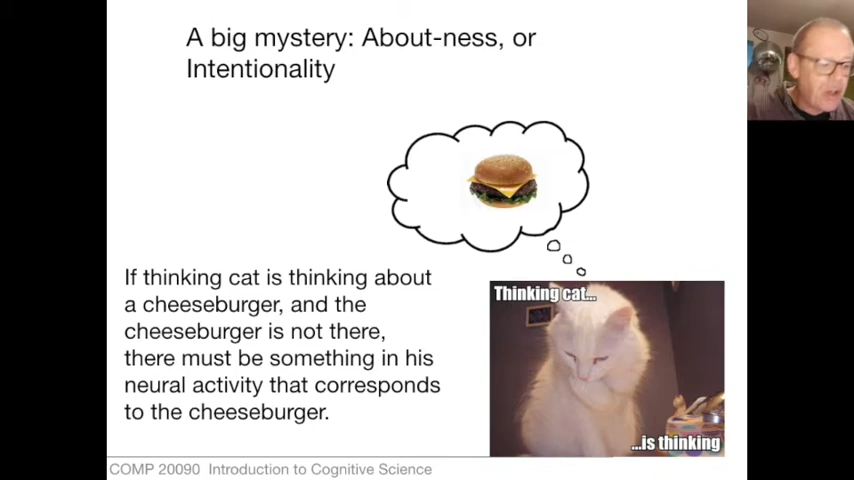 A big mystery: About-ness, or
Intentionality
If thinking cat is thinking about
a cheeseburger, and the
cheeseburger is not there,
there must be something in his
neural activity that corresponds
to the cheeseburger.
Thinking cat...
...is thinking
COMP 20090 Introduction to Cognitive Science